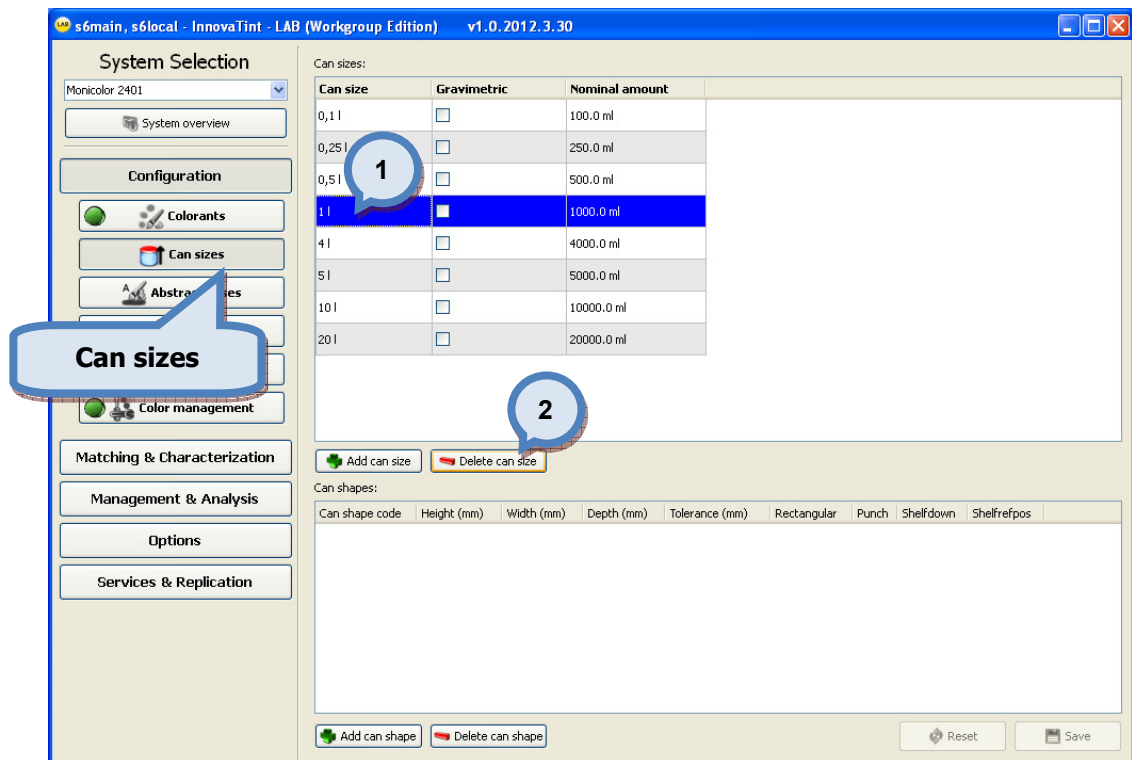 LAB s6main, s6local - InnovaTint - LAB (Workgroup Edition) v1.0.2012.3.30
System Selection
Monicolor 2401
System overview
Configuration
Colorants
Can sizes
A Abstra es
Can sizes
Color management
Matching & Characterization
Management & Analysis
Options
Services & Replication
Can sizes:
Can size Gravimetric Nominal amount
0,1 l 100.0 ml
0,25 l 250.0 ml
0,5 l 500.0 ml
1 l 1000.0 ml
4 l 4000.0 ml
5 l 5000.0 ml
10 l 10000.0 ml
20 l 20000.0 ml
1
2
Add can size Delete can size
Can shapes:
Can shape code Height (mm) Width (mm) Depth (mm) Tolerance (mm) Rectangular Punch Shelfdown Shelfrefpos
Add can shape Delete can shape Reset Save